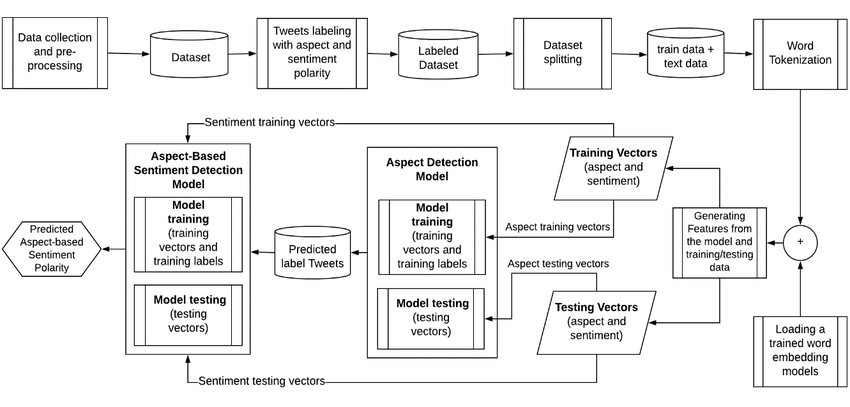 Data collection
and pre-
processing
Dataset
Tweets labeling
with aspect and
sentiment
polarity
Labeled
Dataset
Dataset
splitting
train data +
text data
Word
Tokenization
Sentiment training vectors
Aspect-Based
Sentiment Detection
Model
Model
training
(training
vectors and
training labels
Model testing
(testing
vectors)
Predicted
Aspect-based
Sentiment
Polarity
Predicted
label Tweets
Aspect Detection
Model
Model
training
(training
vectors and
training labels
Model testing
(testing
vectors)
Training Vectors
(aspect and
sentiment)
Aspect training vectors
Aspect testing vectors
Testing Vectors
(aspect and
sentiment)
Generating
Features from
the model and
training/testing
data
+
Loading a
trained word
embedding
models
Sentiment testing vectors